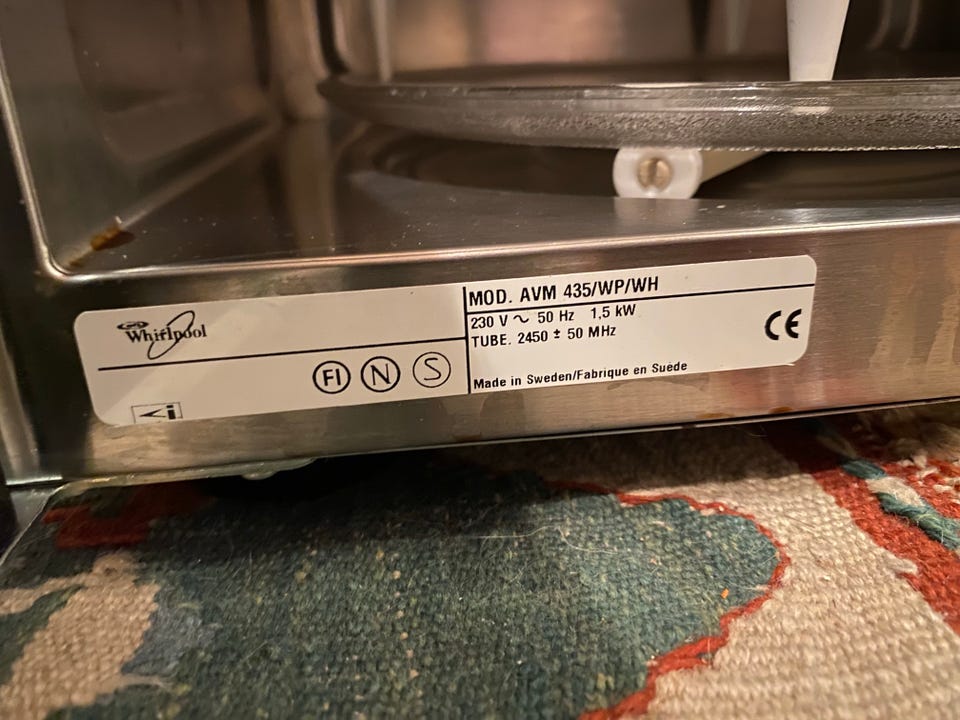 Whirlpool
FI N S
<i
MOD. AVM 435/WP/WH
230 V ~ 50 Hz 1,5 kW
TUBE. 2450 ± 50 MHz
Made in Sweden/Fabrique en Suéde
CE